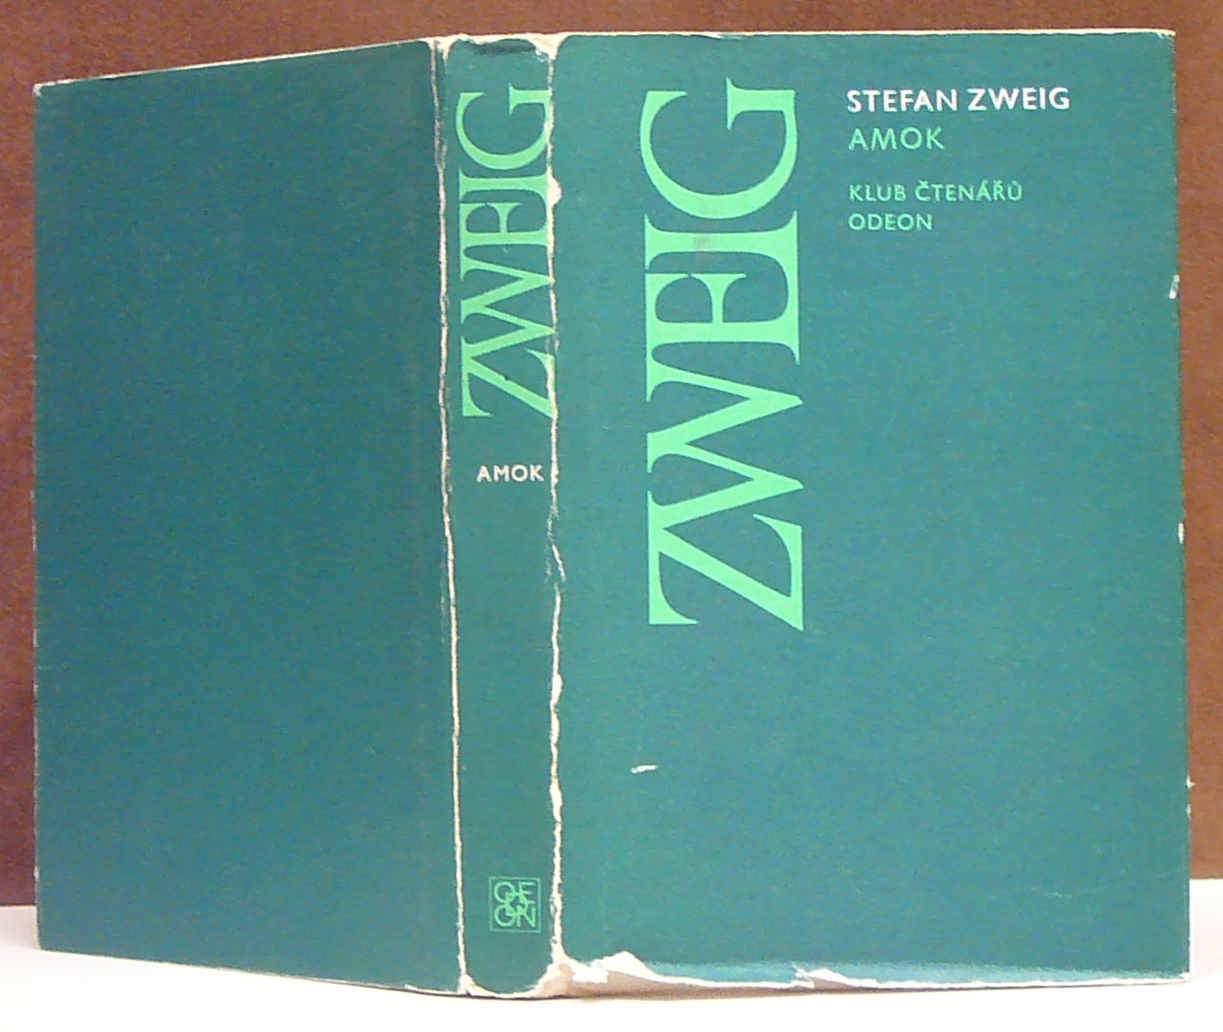 ZWEIG
AMOK
ODEON
ZWEIG
STEFAN ZWEIG
AMOK
KLUB ČTENÁŘŮ
ODEON